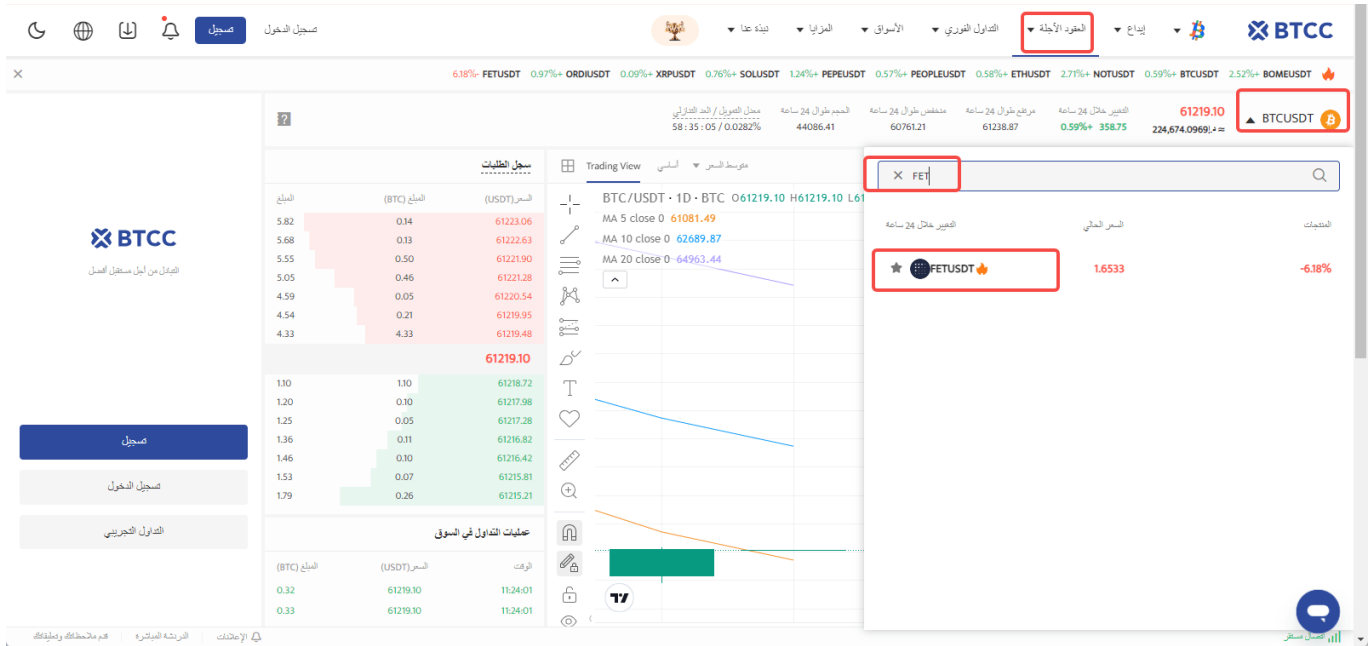 BTCC
إيداع
العقود الآجلة
التداول الفوري
الأسواق
المزايا
نبذة عنا
تسجيل الدخول
تسجيل
2.52%+ BOMEUSDT
0.59%+ BTCUSDT
2.71%+ NOTUSDT
0.58%+ ETHUSDT
0.57%+ PEOPLEUSDT
1.24%+ PEPEUSDT
0.76%+ SOLUSDT
0.09%+ XRPUSDT
0.97%+ ORDIUSDT
6.18%- FETUSDT
BTCUSDT
61219.10
224,674.0969
التغيير خلال 24 ساعة
0.59%+ 358.75
مرتفع طوال 24 ساعة
61238.87
منخفض طوال 24 ساعة
60761.21
الحجم طوال 24 ساعة
44086.41
معدل التمويل / العد التنازلي
58 : 35 : 05 / 0.0282%
FET
المنتجات
السعر الحالي
التغيير خلال 24 ساعة
FETUSDT
1.6533
-6.18%
Trading View
أساسي
متوسط السعر
BTC/USDT · 1D · BTC O61219.10 H61219.10 L61
MA 5 close 0 61081.49
MA 10 close 0 62689.87
MA 20 close 0 64963.44
سجل الطلبات
السعر (USDT)
المبلغ (BTC)
المبلغ
5.82 0.14 61223.06
5.68 0.13 61222.63
5.55 0.50 61221.90
5.05 0.46 61221.28
4.59 0.05 61220.54
4.54 0.21 61219.95
4.33 4.33 61219.48
61219.10
1.10 1.10 61218.72
1.20 0.10 61217.98
1.25 0.05 61217.28
1.36 0.11 61216.82
1.46 0.10 61216.42
1.53 0.07 61215.81
1.79 0.26 61215.21
عمليات التداول في السوق
الوقت
السعر (USDT)
المبلغ (BTC)
0.32 61219.10 11:24:01
0.33 61219.10 11:24:01
BTCC
التبادل من أجل مستقبل أفضل
تسجيل
تسجيل الدخول
التداول التجريبي
اتصال مستقر
الإعلانات
الدردشة المباشرة
قدم ملاحظاتك وتعليقاتك